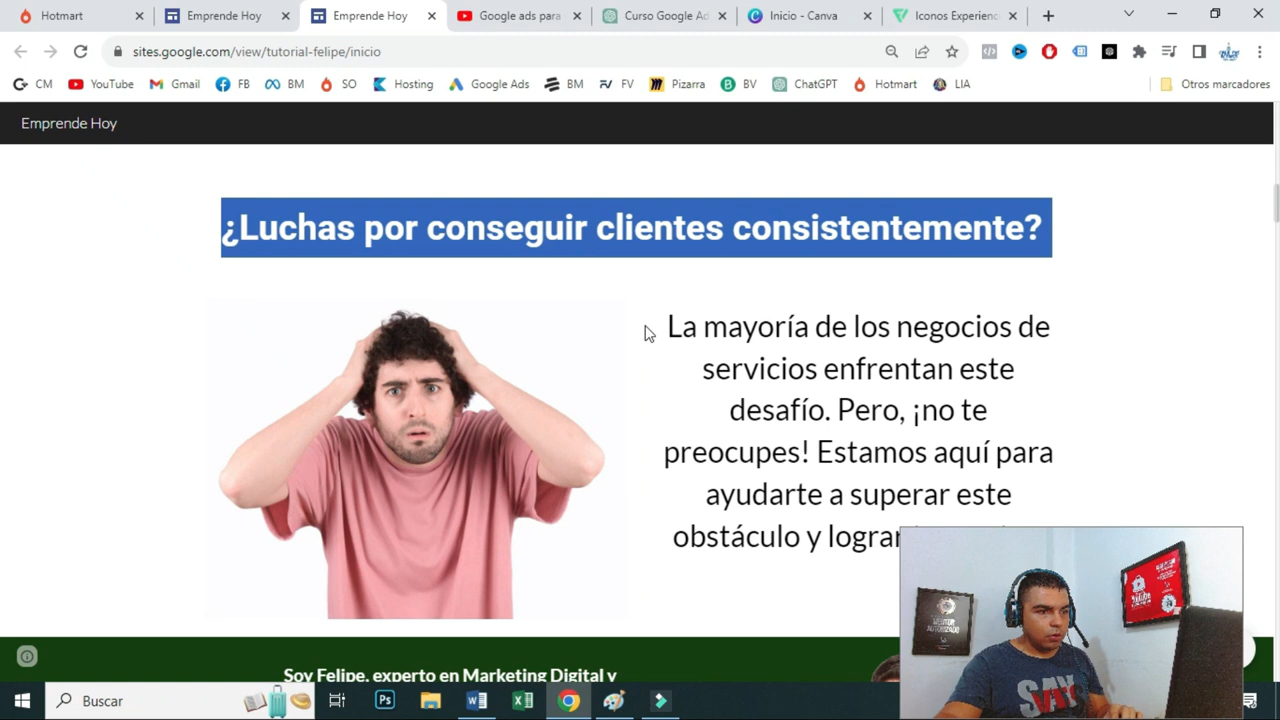 Hotmart
Emprende Hoy
Emprende Hoy
Google ads para
Curso Google Ad
Inicio - Canva
Iconos Experienc
sites.google.com/view/tutorial-felipe/inicio
CM
YouTube
Gmail
FB
BM
SO
Hosting
Google Ads
BM
FV
Pizarra
BV
ChatGPT
Hotmart
LIA
Otros marcadores
Emprende Hoy
¿Luchas por conseguir clientes consistentemente?
La mayoría de los negocios de
servicios enfrentan este
desafío. Pero, ¡no te
preocupes! Estamos aquí para
ayudarte a superar este
obstáculo y lograr
Soy Felipe, experto en Marketing Digital y
MENTOR
AUTORIZADO
YouTube
SAY
Buscar